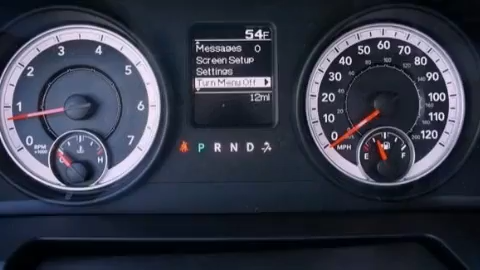 54F
Messages 0
Screen Setup
Settings
Turn Menu Off
12mi
0 1 2 3 4 5 6 7
RPM
x1000
C H
P R N D
0 10 20 30 40 50 60 70 80 90 100 110 120
MPH
E F